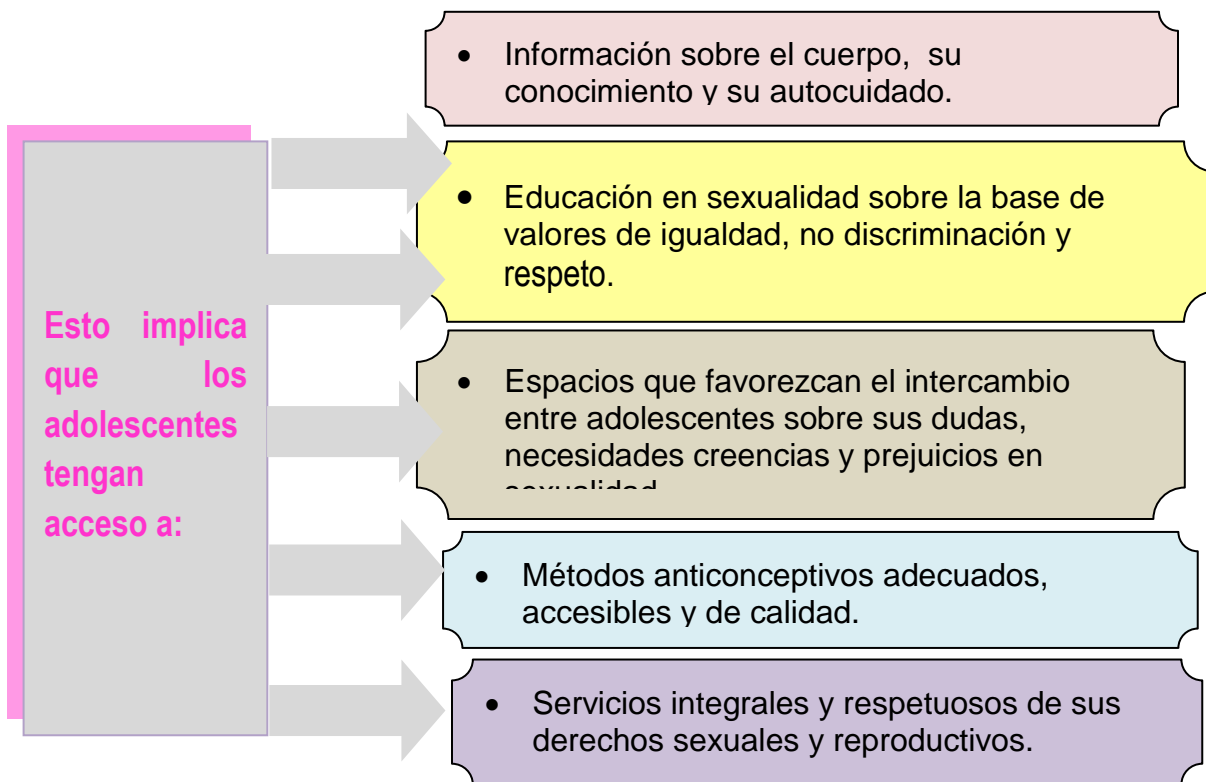 Esto implica
que los
adolescentes
tengan
acceso a:
• Información sobre el cuerpo, su
conocimiento y su autocuidado.
• Educación en sexualidad sobre la base de
valores de igualdad, no discriminación y
respeto.
• Espacios que favorezcan el intercambio
entre adolescentes sobre sus dudas,
necesidades creencias y prejuicios en
sexualidad
• Métodos anticonceptivos adecuados,
accesibles y de calidad.
• Servicios integrales y respetuosos de sus
derechos sexuales y reproductivos.